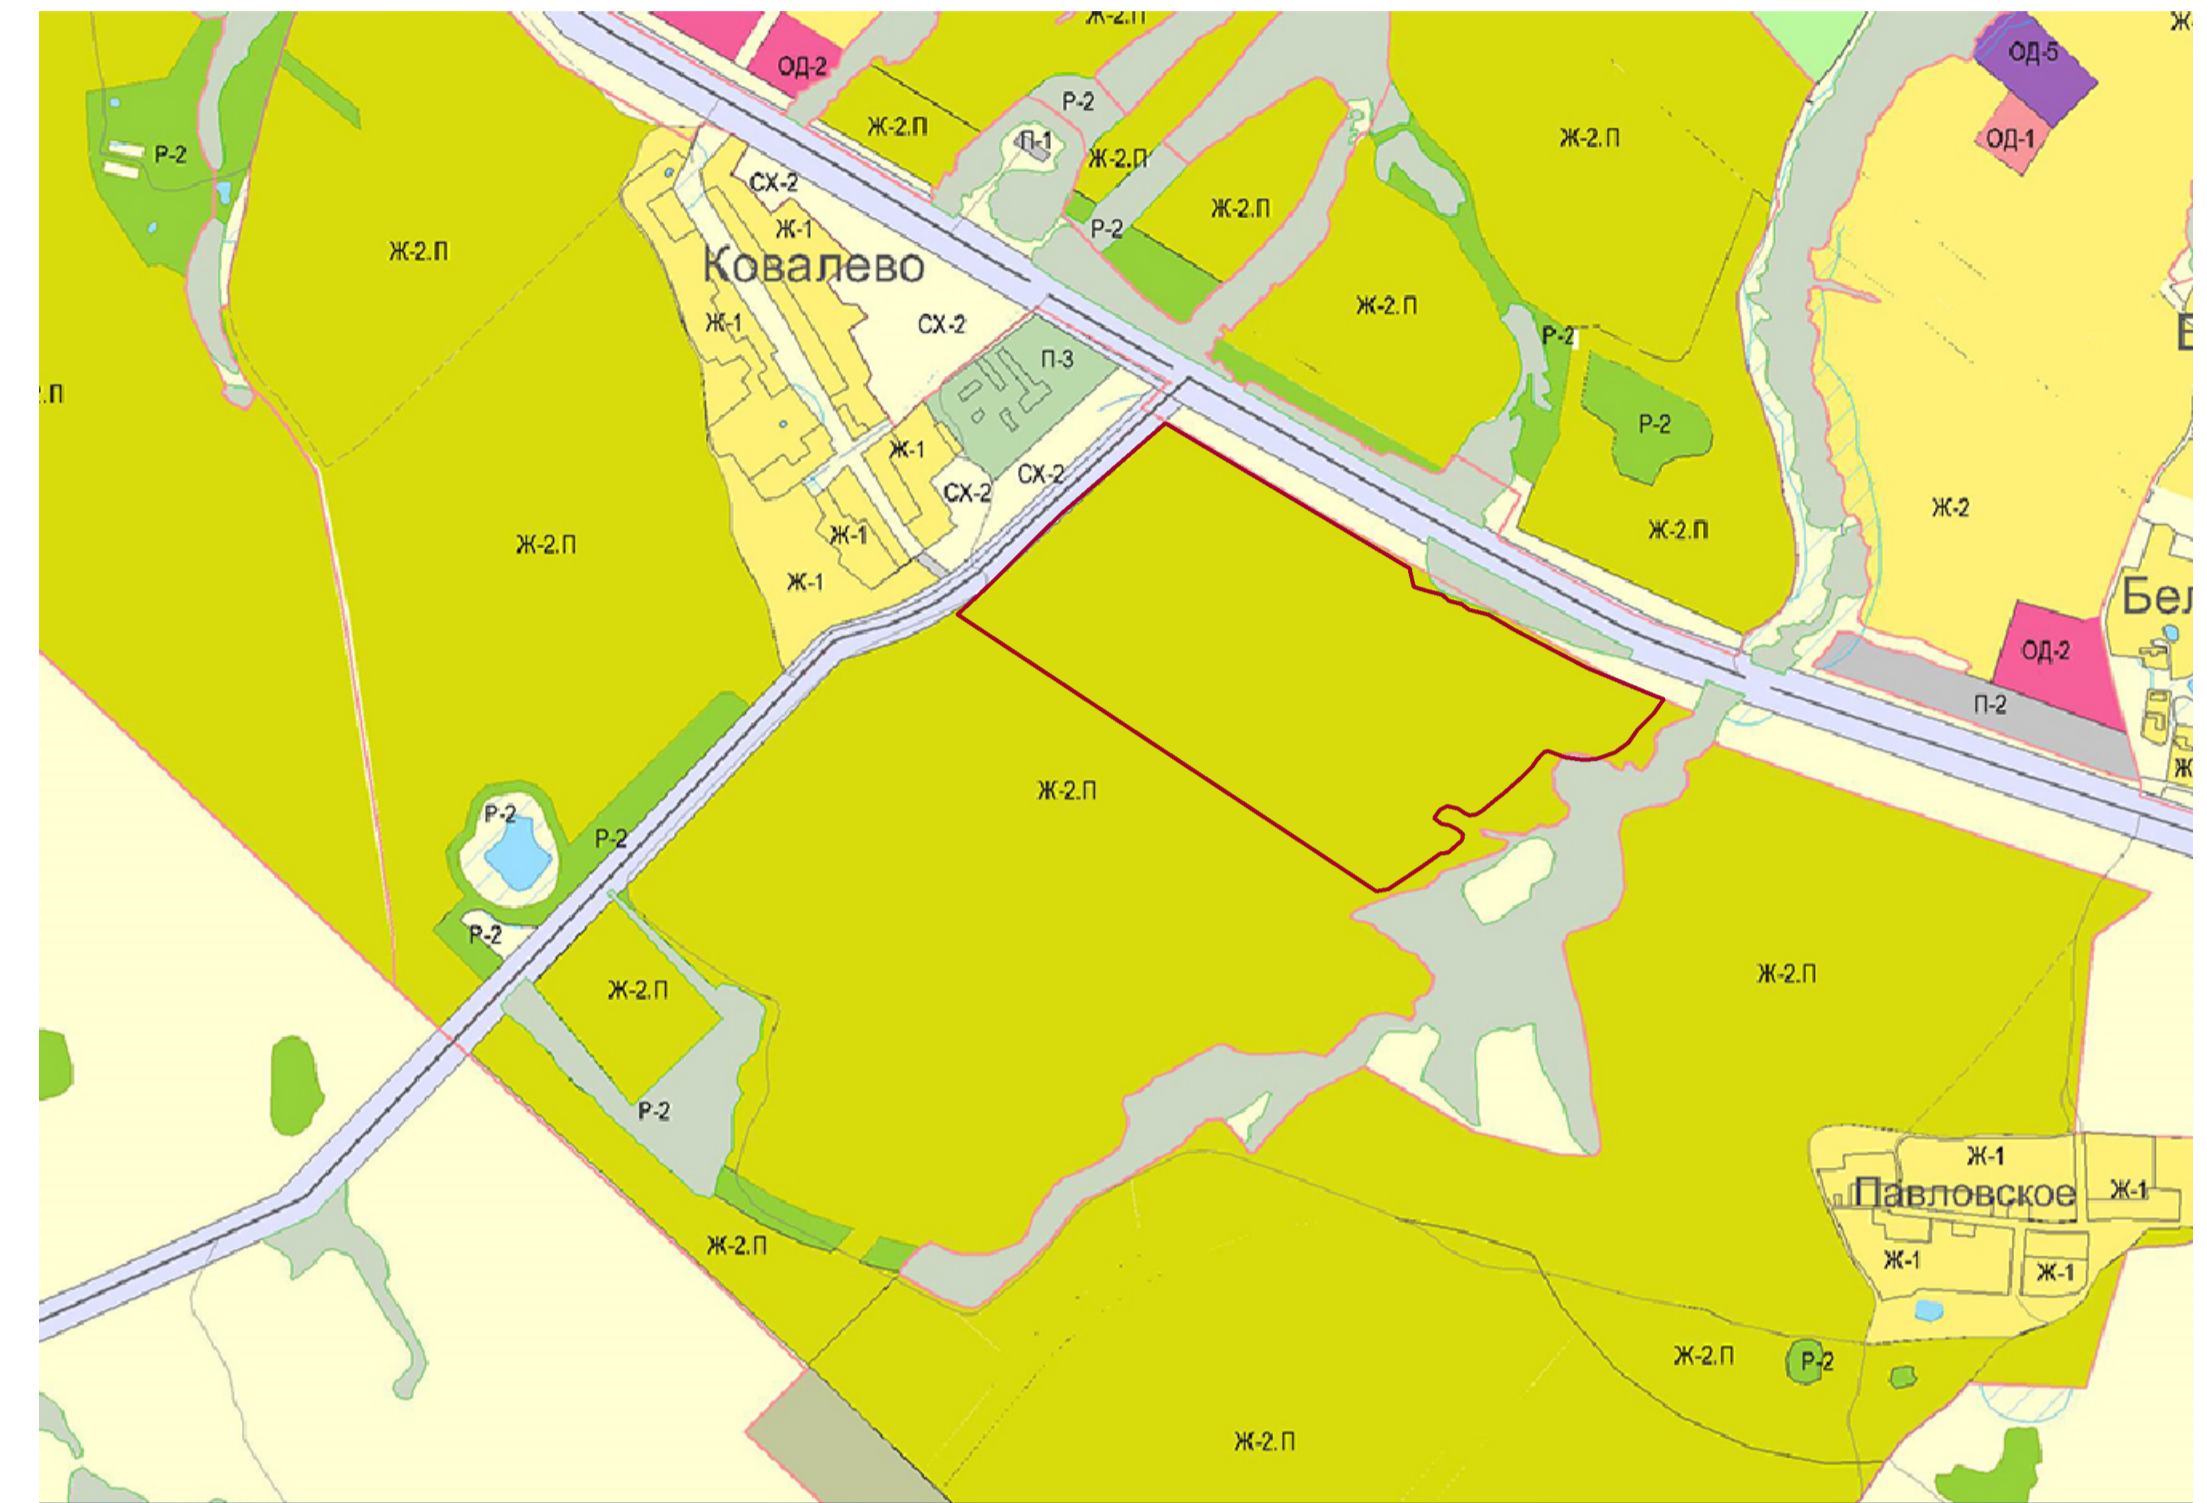 Ж-2.П
Ж-
ОД-2
ОД-5
Р-2
Ж-2.П
П-1
Ж-2.П
Ж-2.П
ОД-1
Р-2
СХ-2
Ж-2.П
Ж-1
Р-2
Ж-2.П
Ковалево
Ж-2.П
Ж-1
СХ-2
Р-2
В
П-3
.П
Р-2
Ж-1
СХ-2
СХ-2
Ж-2
Ж-1
Ж-2.П
Ж-2.П
Ж-1
Бел
ОД-2
П-2
Ж
Ж-2.П
Р-2
Р-2
Р-2
Ж-2.П
Ж-2.П
Р-2
Ж-1
Павловское
Ж-1
Ж-2.П
Ж-1
Ж-1
Ж-2.П
Р-2
Ж-2.П